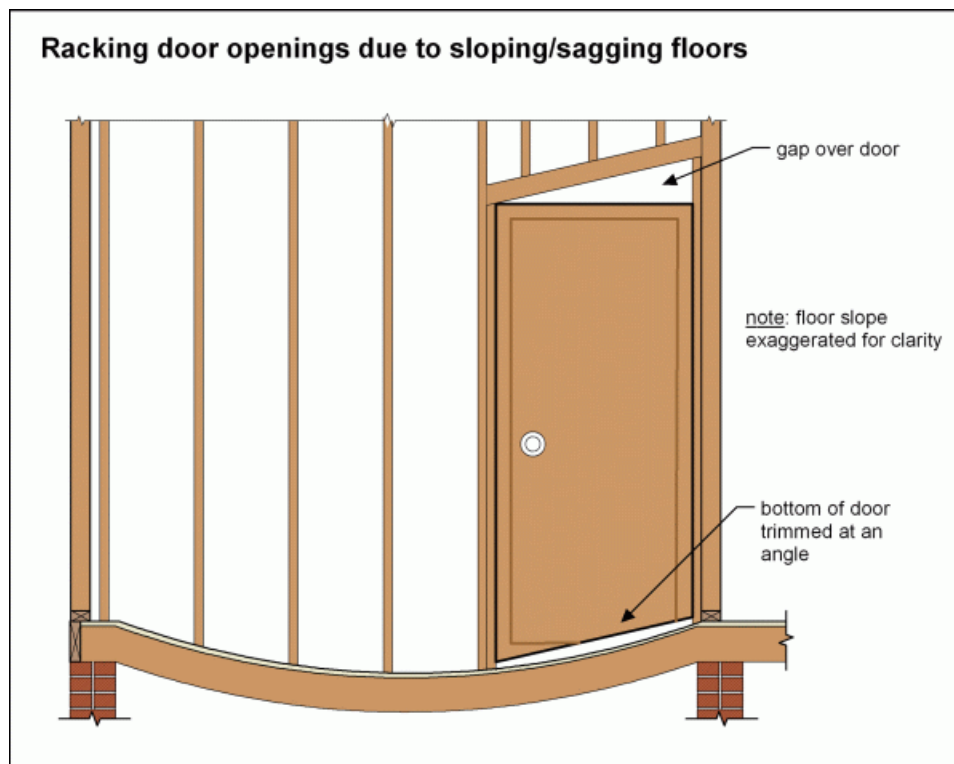 Racking door openings due to sloping/sagging floors
gap over door
note: floor slope
exaggerated for clarity
bottom of door
trimmed at an
angle